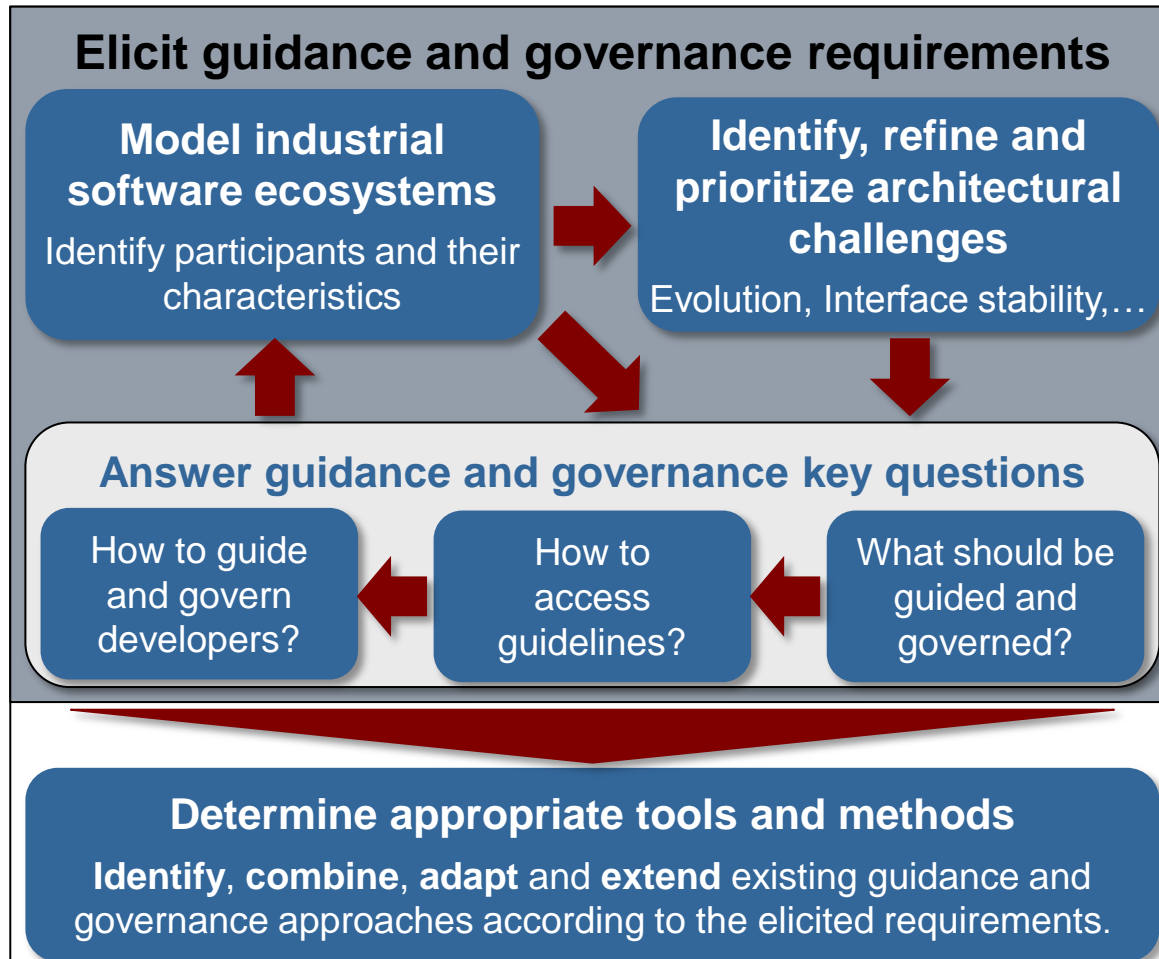 Elicit guidance and governance requirements
Model industrial
software ecosystems
Identify participants and their
characteristics
Identify, refine and
prioritize architectural
challenges
Evolution, Interface stability,…
Answer guidance and governance key questions
How to guide
and govern
developers?
How to
access
guidelines?
What should be
guided and
governed?
Determine appropriate tools and methods
Identify, combine, adapt and extend existing guidance and
governance approaches according to the elicited requirements.